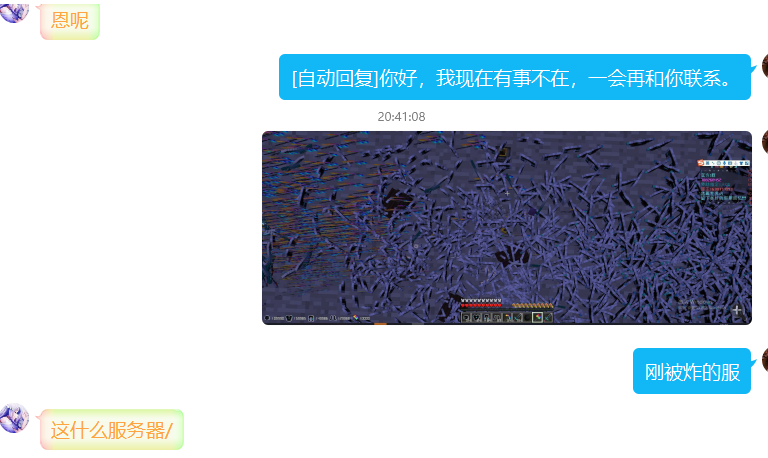 恩呢
[自动回复]你好，我现在有事不在，一会再和你联系。
20:41:08
刚被炸的服
这什么服务器/